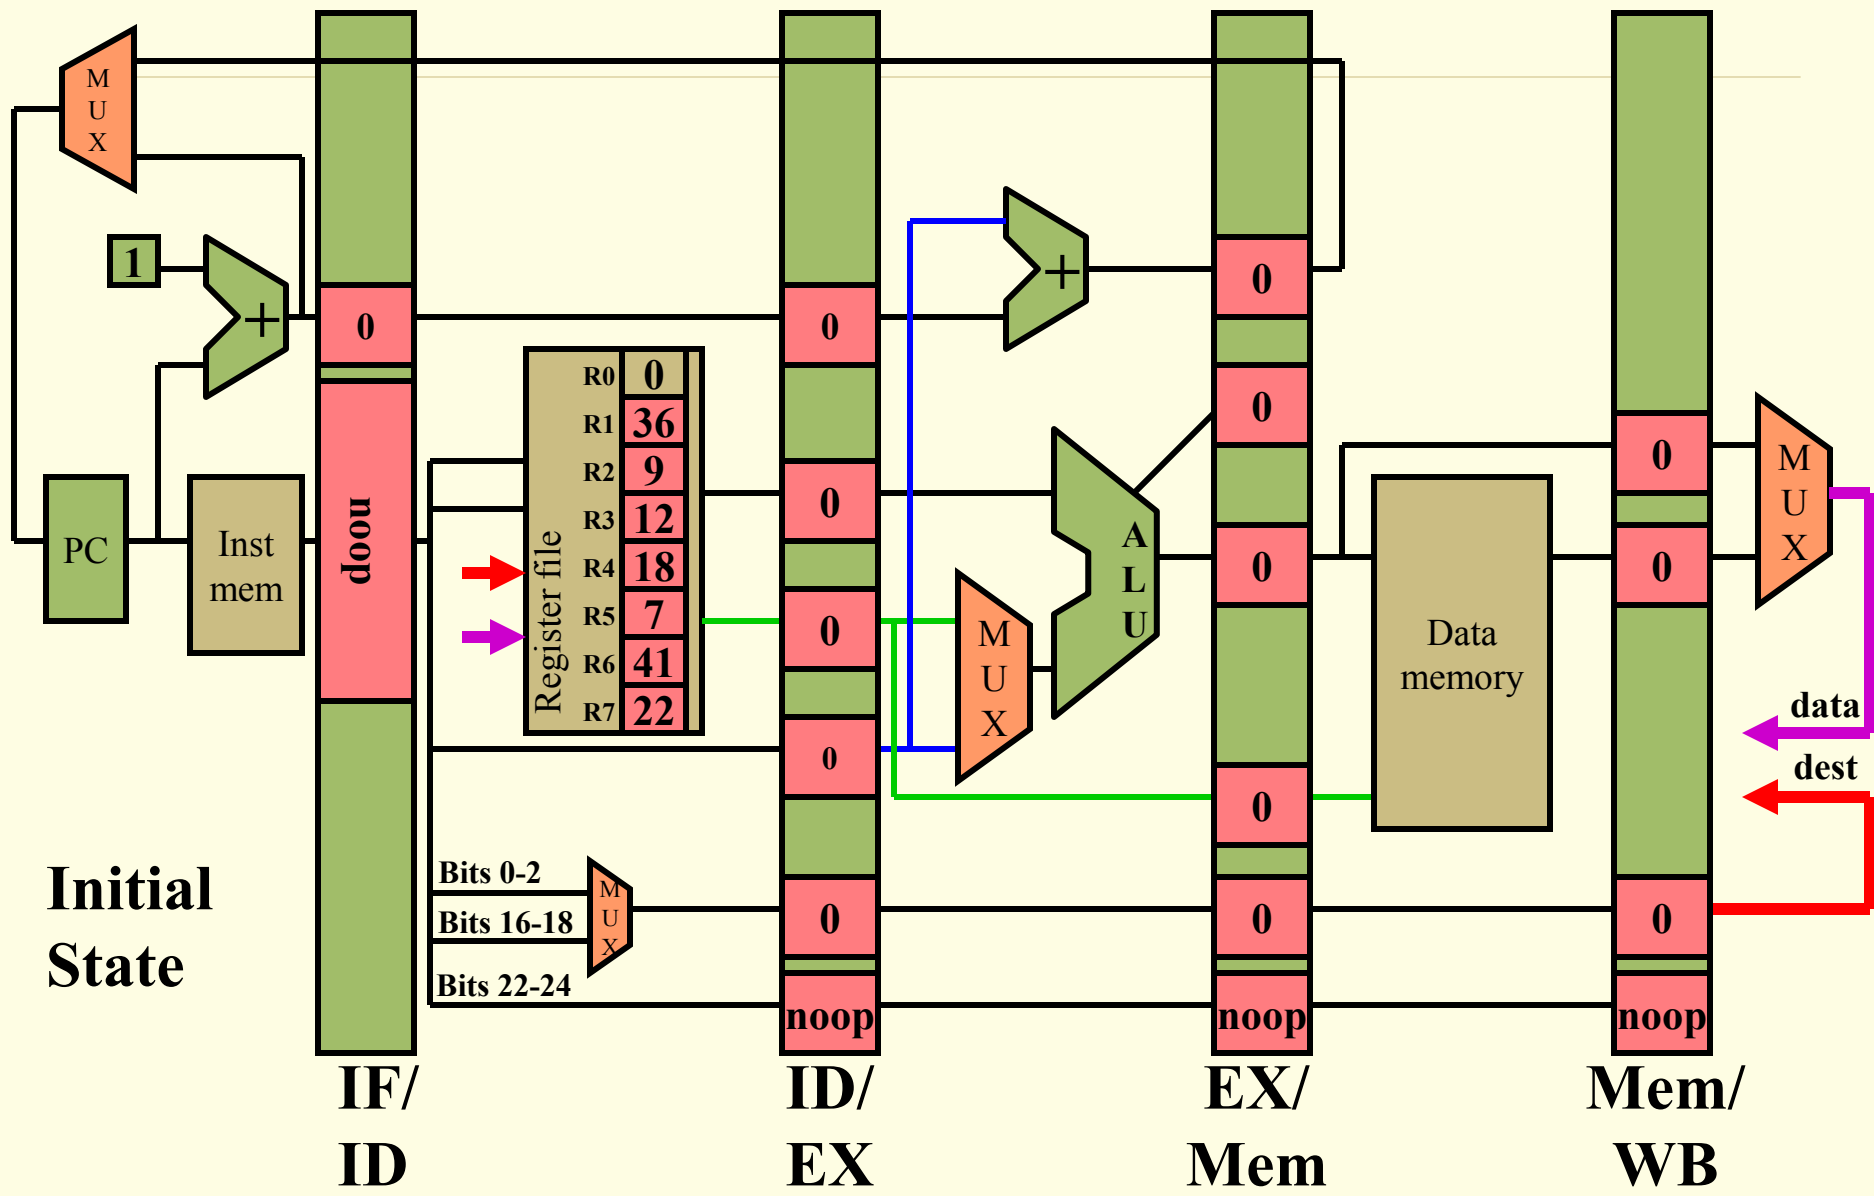 M
U
X
1
+
0
PC
Inst
mem
noop
Register file
R0 0
R1 36
R2 9
R3 12
R4 18
R5 7
R6 41
R7 22
Bits 0-2
Bits 16-18
Bits 22-24
M
U
X
0
0
0
0
0
noop
+
M
U
X
A
L
U
0
0
0
0
0
noop
Data
memory
0
0
0
noop
M
U
X
data
dest
Initial
State
IF/
ID
ID/
EX
EX/
Mem
Mem/
WB